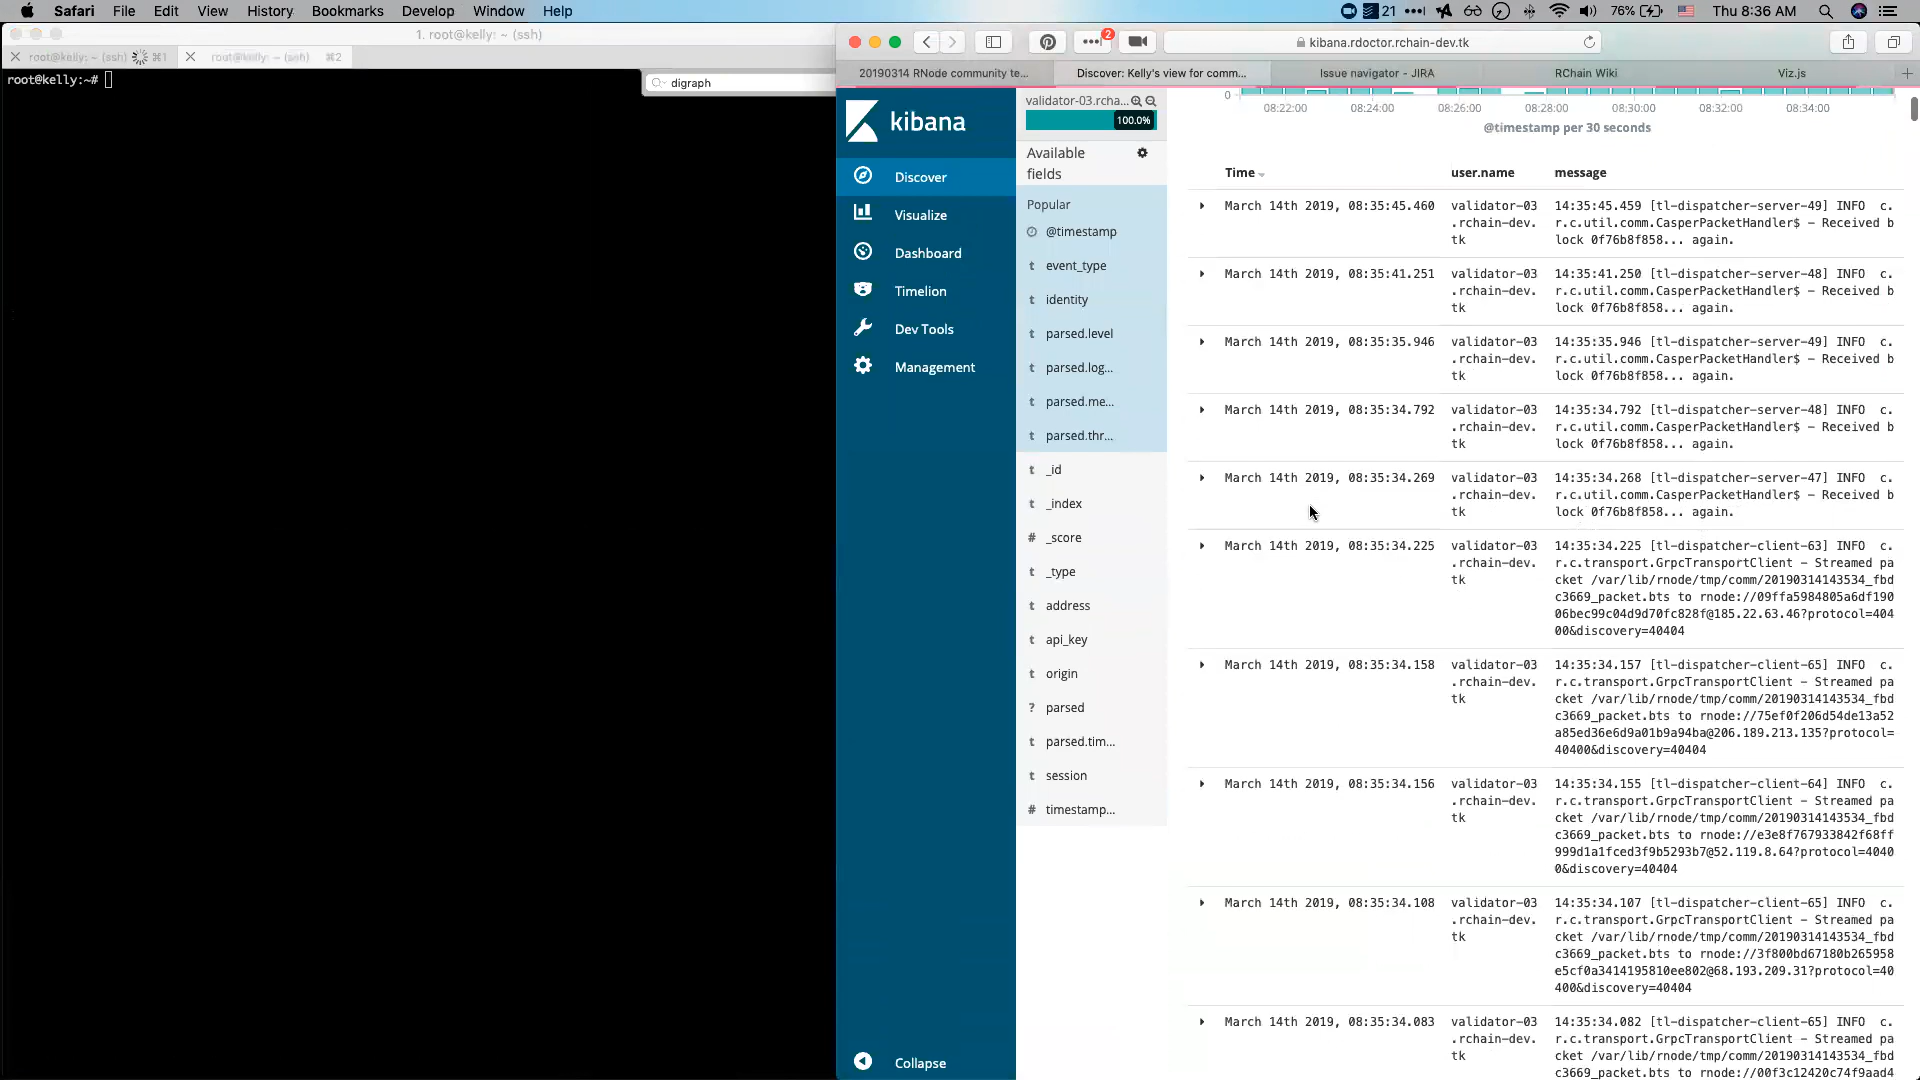 Safari File Edit View History Bookmarks Develop Window Help
21 76% Thu 8:36 AM
1. root@kelly: ~ (ssh)
root@kelly: ~ (ssh) ⌘1 root@kelly: ~ (ssh) ⌘2
root@kelly:~#
digraph
2
kibana.rdoctor.rchain-dev.tk
20190314 RNode community te...
Discover: Kelly's view for comm...
Issue navigator - JIRA
RChain Wiki
Viz.js
kibana
Discover
Visualize
Dashboard
Timelion
Dev Tools
Management
Collapse
validator-03.rcha...
100.0%
Available
fields
Popular
@timestamp
t event_type
t identity
t parsed.level
t parsed.log...
t parsed.me...
t parsed.thr...
t _id
t _index
# _score
t _type
t address
t api_key
t origin
? parsed
t parsed.tim...
t session
# timestamp...
0
08:22:00 08:24:00 08:26:00 08:28:00 08:30:00 08:32:00 08:34:00
@timestamp per 30 seconds
Time user.name message
March 14th 2019, 08:35:45.460 validator-03 14:35:45.459 [tl-dispatcher-server-49] INFO c.
.rchain-dev. r.c.util.comm.CasperPacketHandler$ - Received b
tk lock 0f76b8f858... again.
March 14th 2019, 08:35:41.251 validator-03 14:35:41.250 [tl-dispatcher-server-48] INFO c.
.rchain-dev. r.c.util.comm.CasperPacketHandler$ - Received b
tk lock 0f76b8f858... again.
March 14th 2019, 08:35:35.946 validator-03 14:35:35.946 [tl-dispatcher-server-49] INFO c.
.rchain-dev. r.c.util.comm.CasperPacketHandler$ - Received b
tk lock 0f76b8f858... again.
March 14th 2019, 08:35:34.792 validator-03 14:35:34.792 [tl-dispatcher-server-48] INFO c.
.rchain-dev. r.c.util.comm.CasperPacketHandler$ - Received b
tk lock 0f76b8f858... again.
March 14th 2019, 08:35:34.269 validator-03 14:35:34.268 [tl-dispatcher-server-47] INFO c.
.rchain-dev. r.c.util.comm.CasperPacketHandler$ - Received b
tk lock 0f76b8f858... again.
March 14th 2019, 08:35:34.225 validator-03 14:35:34.225 [tl-dispatcher-client-63] INFO c.
.rchain-dev. r.c.transport.GrpcTransportClient - Streamed pa
tk cket /var/lib/rnode/tmp/comm/20190314143534_fbd
c3669_packet.bts to rnode://09ffa5984805a6df190
06bec99c04d9d70fc828f@185.22.63.46?protocol=404
00&discovery=40404
March 14th 2019, 08:35:34.158 validator-03 14:35:34.157 [tl-dispatcher-client-65] INFO c.
.rchain-dev. r.c.transport.GrpcTransportClient - Streamed pa
tk cket /var/lib/rnode/tmp/comm/20190314143534_fbd
c3669_packet.bts to rnode://75ef0f206d54de13a52
a85ed36e6d9a01b9a94ba@206.189.213.135?protocol=
40400&discovery=40404
March 14th 2019, 08:35:34.156 validator-03 14:35:34.155 [tl-dispatcher-client-64] INFO c.
.rchain-dev. r.c.transport.GrpcTransportClient - Streamed pa
tk cket /var/lib/rnode/tmp/comm/20190314143534_fbd
c3669_packet.bts to rnode://e3e8f767933842f68ff
999d1a1fced3f9b5293b7@52.119.8.64?protocol=4040
0&discovery=40404
March 14th 2019, 08:35:34.108 validator-03 14:35:34.107 [tl-dispatcher-client-65] INFO c.
.rchain-dev. r.c.transport.GrpcTransportClient - Streamed pa
tk cket /var/lib/rnode/tmp/comm/20190314143534_fbd
c3669_packet.bts to rnode://3f800bd67180b265958
e5cf0a3414195810ee802@68.193.209.31?protocol=40
400&discovery=40404
March 14th 2019, 08:35:34.083 validator-03 14:35:34.082 [tl-dispatcher-client-65] INFO c.
.rchain-dev. r.c.transport.GrpcTransportClient - Streamed pa
tk cket /var/lib/rnode/tmp/comm/20190314143534_fbd
c3669_packet.bts to rnode://00f3c12420c74f9aad4